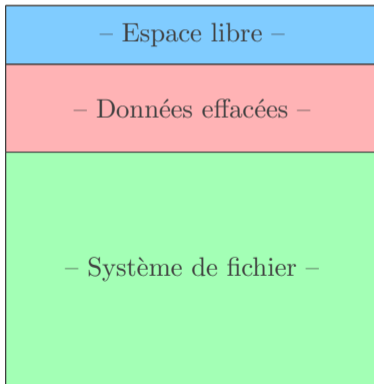 – Espace libre –
– Données effacées –
– Système de fichier –